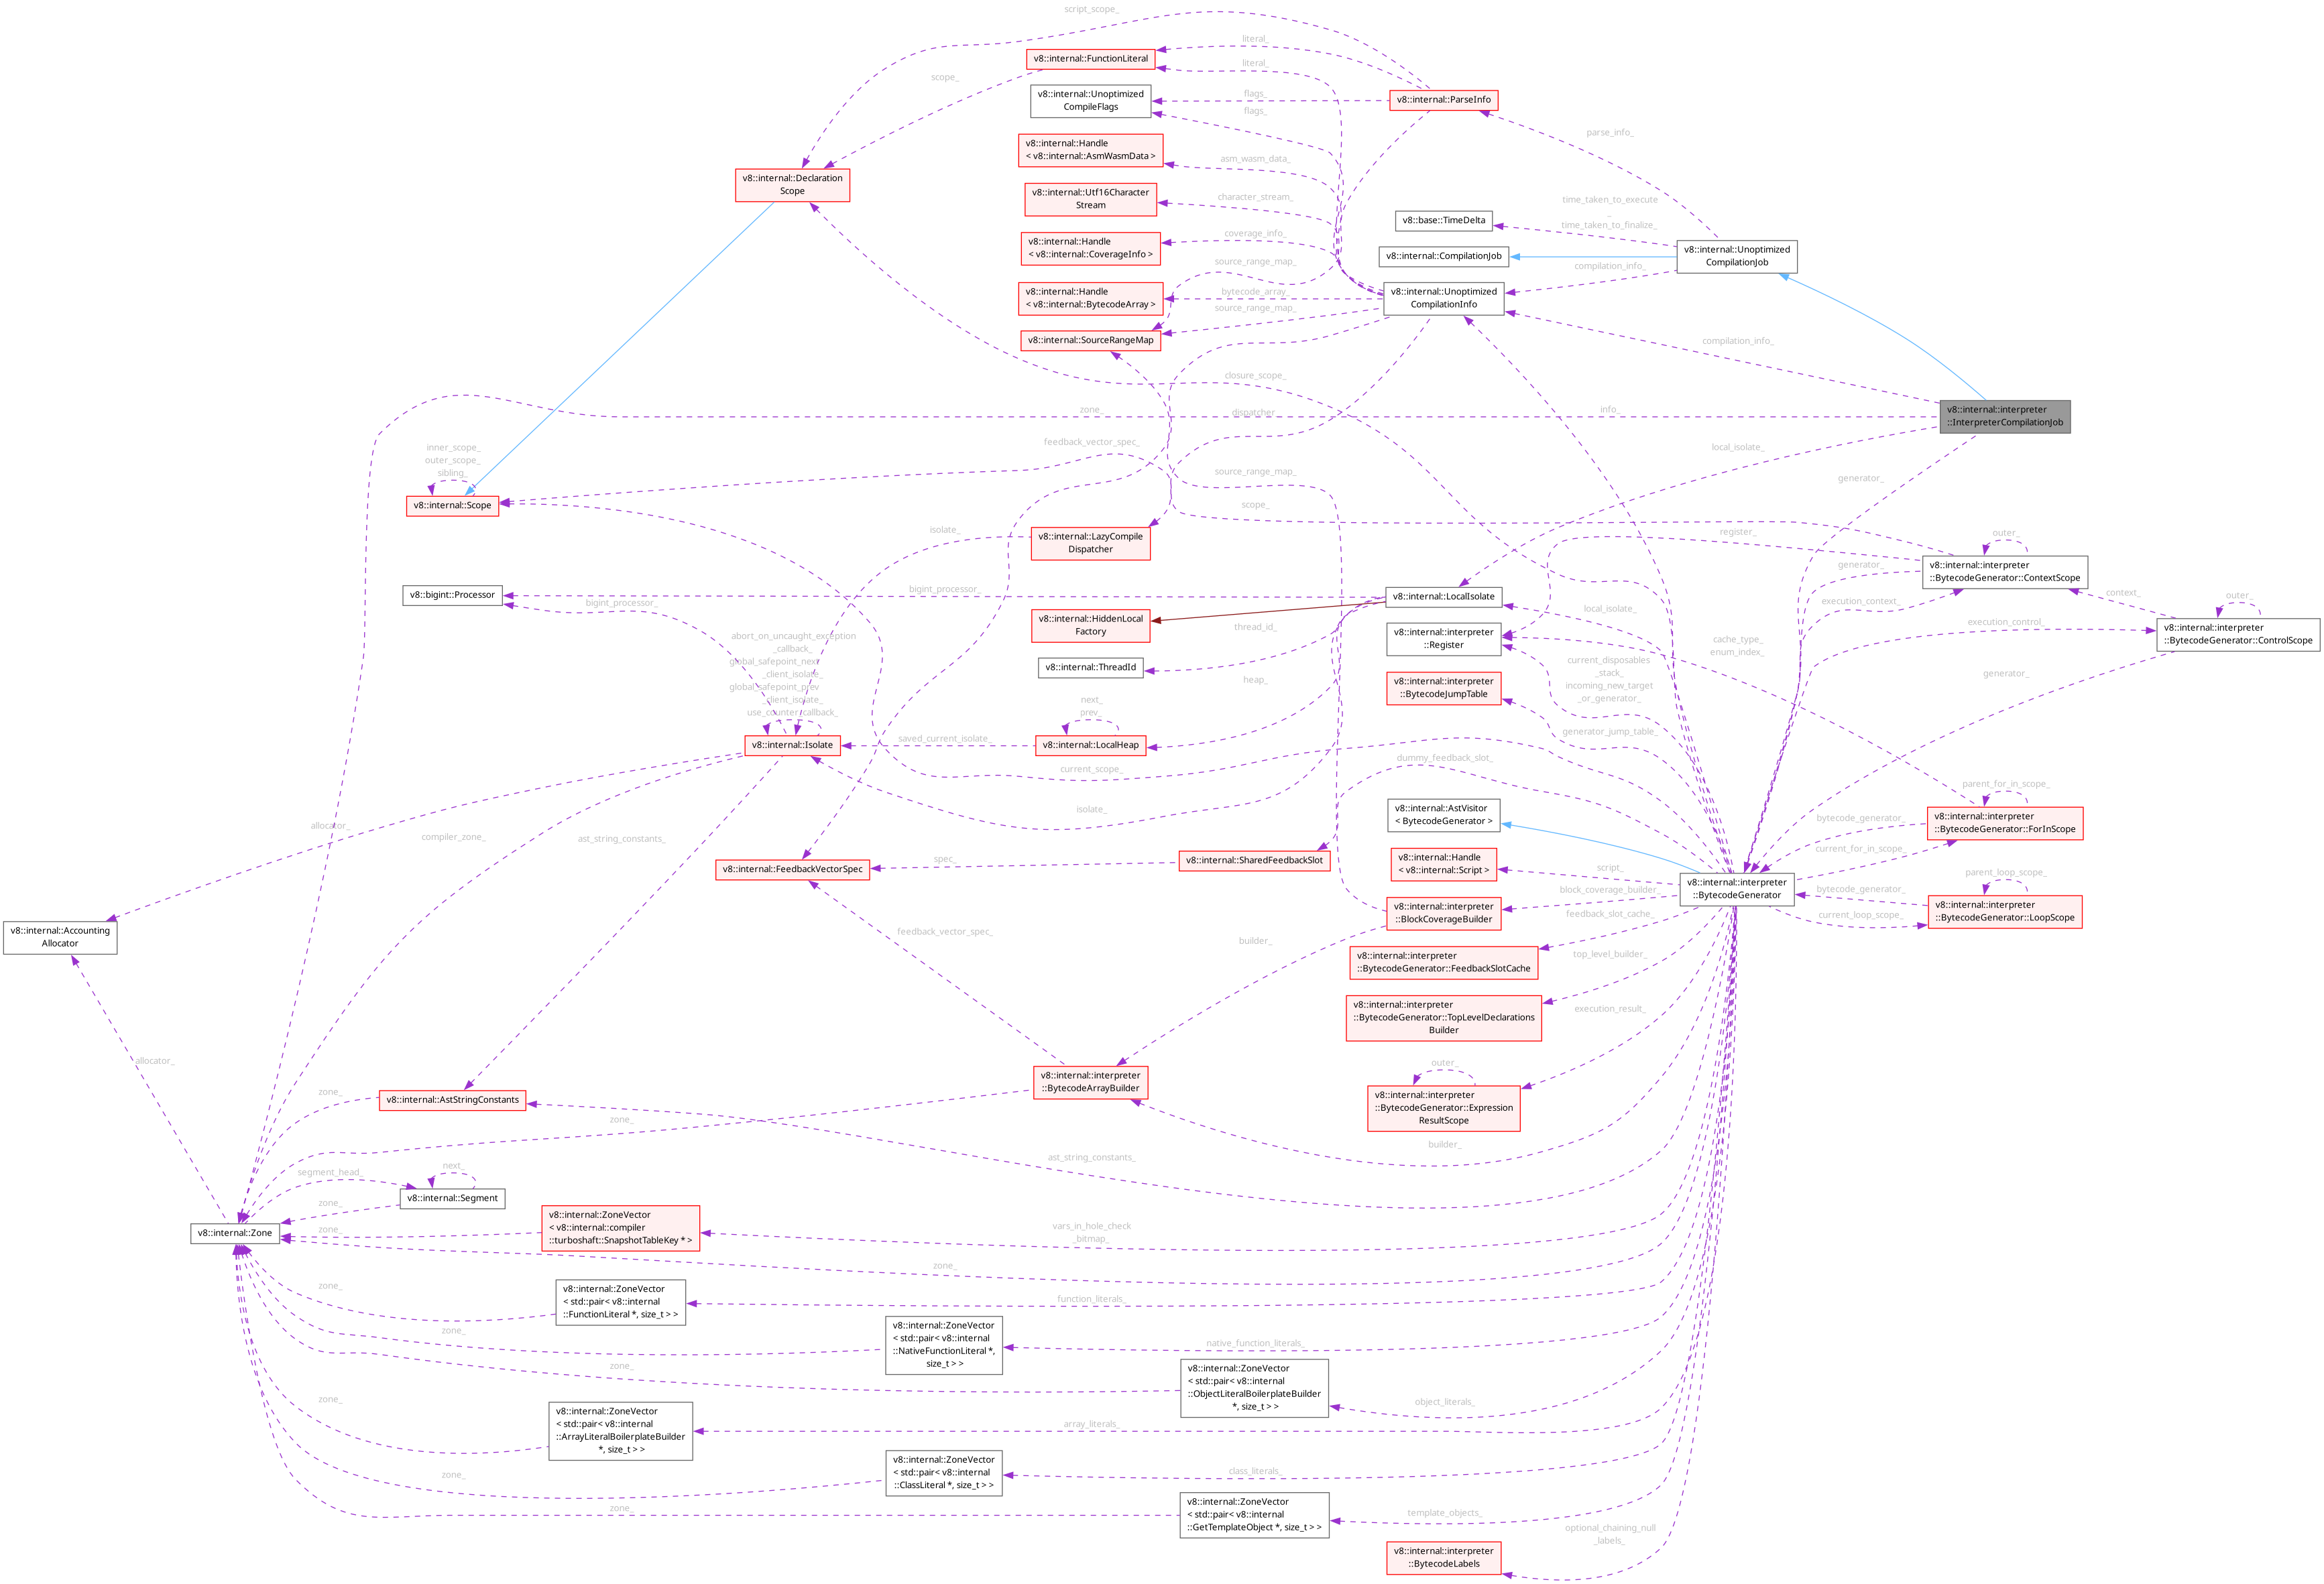 script_scope_
literal_
v8::internal::FunctionLiteral
literal_
scope_
v8::internal::Unoptimized
CompileFlags
flags_
v8::internal::ParseInfo
flags_
parse_info_
v8::internal::Handle
< v8::internal::AsmWasmData >
asm_wasm_data_
v8::internal::Declaration
Scope
v8::internal::Utf16Character
Stream
character_stream_
v8::base::TimeDelta
time_taken_to_execute
_
time_taken_to_finalize_
v8::internal::Handle
< v8::internal::CoverageInfo >
coverage_info_
v8::internal::CompilationJob
v8::internal::Unoptimized
CompilationJob
source_range_map_
compilation_info_
v8::internal::Handle
< v8::internal::BytecodeArray >
bytecode_array_
v8::internal::Unoptimized
CompilationInfo
source_range_map_
v8::internal::SourceRangeMap
compilation_info_
closure_scope_
zone_
dispatcher_
info_
v8::internal::interpreter
::InterpreterCompilationJob
feedback_vector_spec_
local_isolate_
inner_scope_
outer_scope_
sibling_
v8::internal::Scope
source_range_map_
generator_
scope_
isolate_
v8::internal::LazyCompile
Dispatcher
register_
outer_
v8::internal::interpreter
::BytecodeGenerator::ContextScope
generator_
v8::bigint::Processor
bigint_processor_
bigint_processor_
v8::internal::LocalIsolate
v8::internal::HiddenLocal
Factory
local_isolate_
execution_context_
context_
outer_
v8::internal::interpreter
::Register
thread_id_
execution_control_
v8::internal::interpreter
::BytecodeGenerator::ControlScope
abort_on_uncaught_exception
_callback_
global_safepoint_next
_client_isolate_
global_safepoint_prev
_client_isolate_
use_counter_callback_
v8::internal::Isolate
v8::internal::ThreadId
cache_type_
enum_index_
current_disposables
_stack_
incoming_new_target
_or_generator_
v8::internal::interpreter
::BytecodeJumpTable
heap_
generator_
next_
prev_
v8::internal::LocalHeap
saved_current_isolate_
generator_jump_table_
current_scope_
dummy_feedback_slot_
parent_for_in_scope_
isolate_
v8::internal::AstVisitor
< BytecodeGenerator >
v8::internal::interpreter
::BytecodeGenerator::ForInScope
bytecode_generator_
allocator_
compiler_zone_
ast_string_constants_
current_for_in_scope_
v8::internal::FeedbackVectorSpec
spec_
v8::internal::SharedFeedbackSlot
v8::internal::Handle
< v8::internal::Script >
script_
v8::internal::interpreter
::BytecodeGenerator
parent_loop_scope_
block_coverage_builder_
bytecode_generator_
v8::internal::interpreter
::BlockCoverageBuilder
v8::internal::interpreter
::BytecodeGenerator::LoopScope
feedback_slot_cache_
current_loop_scope_
v8::internal::Accounting
Allocator
feedback_vector_spec_
builder_
v8::internal::interpreter
::BytecodeGenerator::FeedbackSlotCache
top_level_builder_
v8::internal::interpreter
::BytecodeGenerator::TopLevelDeclarations
Builder
execution_result_
allocator_
outer_
v8::internal::interpreter
::BytecodeArrayBuilder
zone_
v8::internal::AstStringConstants
v8::internal::interpreter
::BytecodeGenerator::Expression
ResultScope
zone_
builder_
ast_string_constants_
segment_head_
next_
v8::internal::Segment
zone_
v8::internal::Zone
zone_
v8::internal::ZoneVector
< v8::internal::compiler
::turboshaft::SnapshotTableKey * >
vars_in_hole_check
_bitmap_
zone_
zone_
v8::internal::ZoneVector
< std::pair< v8::internal
::FunctionLiteral *, size_t > >
function_literals_
zone_
v8::internal::ZoneVector
< std::pair< v8::internal
::NativeFunctionLiteral *,
size_t > >
native_function_literals_
zone_
v8::internal::ZoneVector
< std::pair< v8::internal
::ObjectLiteralBoilerplateBuilder
*, size_t > >
object_literals_
zone_
v8::internal::ZoneVector
< std::pair< v8::internal
::ArrayLiteralBoilerplateBuilder
*, size_t > >
array_literals_
zone_
v8::internal::ZoneVector
< std::pair< v8::internal
::ClassLiteral *, size_t > >
class_literals_
zone_
v8::internal::ZoneVector
< std::pair< v8::internal
::GetTemplateObject *, size_t > >
template_objects_
optional_chaining_null
_labels_
v8::internal::interpreter
::BytecodeLabels